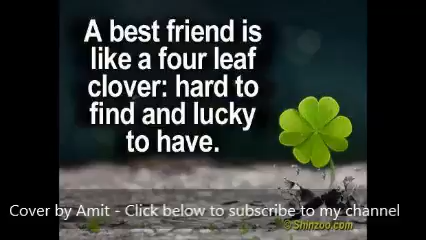 A best friend is
like a four leaf
clover: hard to
find and lucky
to have.
Cover by Amit - Click below to subscribe to my channel
© Shinzoo.com